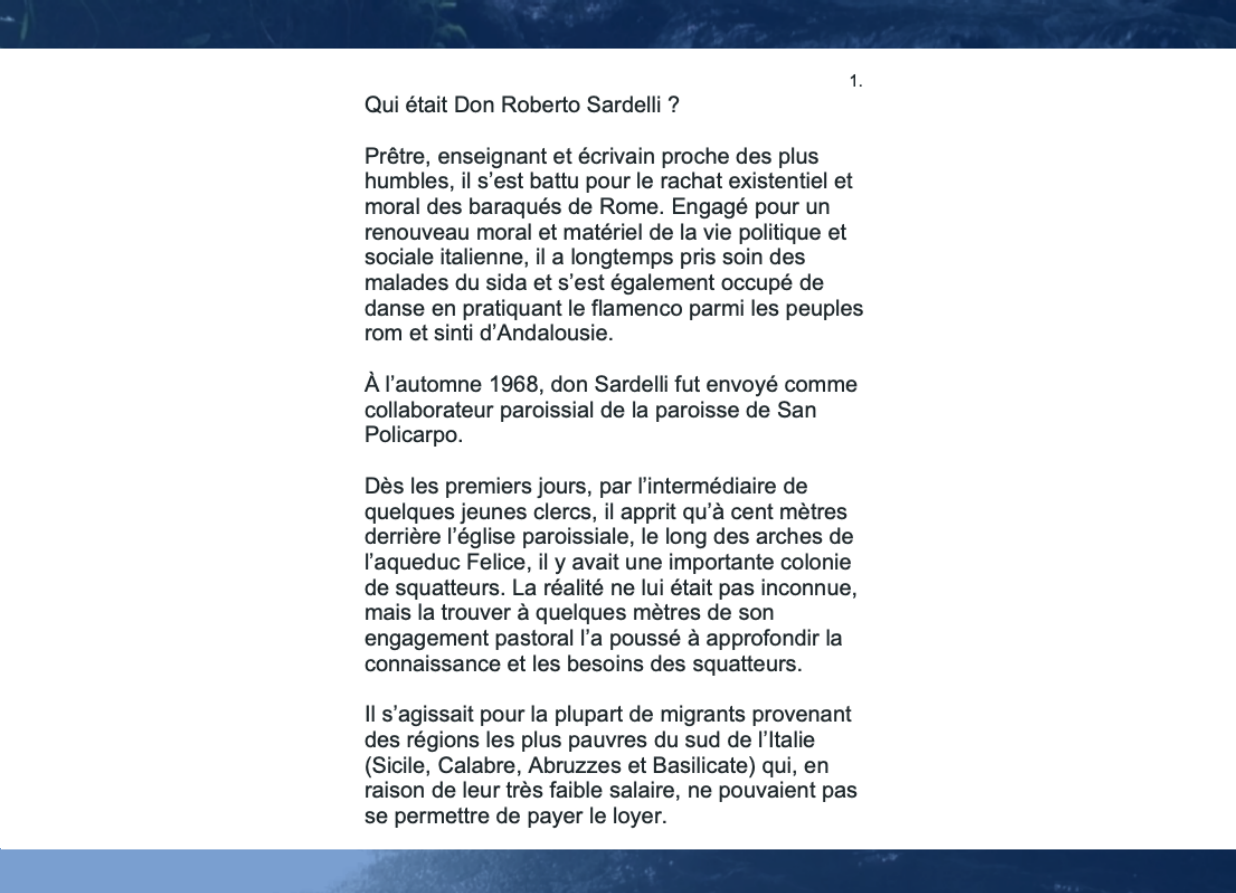 1.
Qui était Don Roberto Sardelli ?
Prêtre, enseignant et écrivain proche des plus
humbles, il s’est battu pour le rachat existentiel et
moral des baraqués de Rome. Engagé pour un
renouveau moral et matériel de la vie politique et
sociale italienne, il a longtemps pris soin des
malades du sida et s’est également occupé de
danse en pratiquant le flamenco parmi les peuples
rom et sinti d’Andalousie.
À l’automne 1968, don Sardelli fut envoyé comme
collaborateur paroissial de la paroisse de San
Policarpo.
Dès les premiers jours, par l’intermédiaire de
quelques jeunes clercs, il apprit qu’à cent mètres
derrière l’église paroissiale, le long des arches de
l’aqueduc Felice, il y avait une importante colonie
de squatteurs. La réalité ne lui était pas inconnue,
mais la trouver à quelques mètres de son
engagement pastoral l’a poussé à approfondir la
connaissance et les besoins des squatteurs.
Il s’agissait pour la plupart de migrants provenant
des régions les plus pauvres du sud de l’Italie
(Sicile, Calabre, Abruzzes et Basilicate) qui, en
raison de leur très faible salaire, ne pouvaient pas
se permettre de payer le loyer.